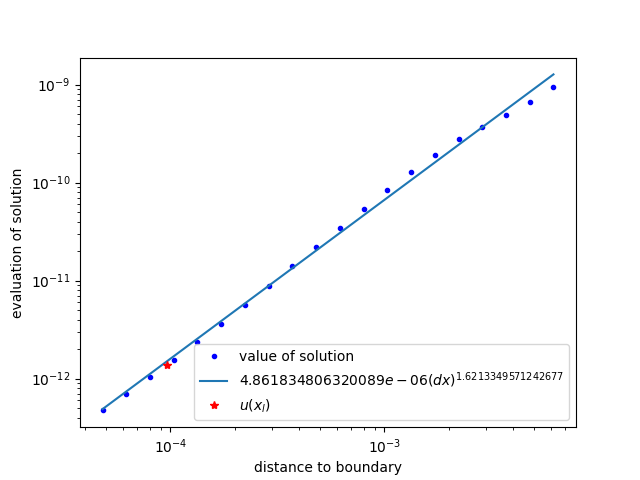 10⁻⁹
10⁻¹⁰
10⁻¹¹
10⁻¹²
evaluation of solution
value of solution
4.861834806320089e − 06(dx)^1.6213349571242677
u(x_l)
10⁻⁴ 10⁻³
distance to boundary